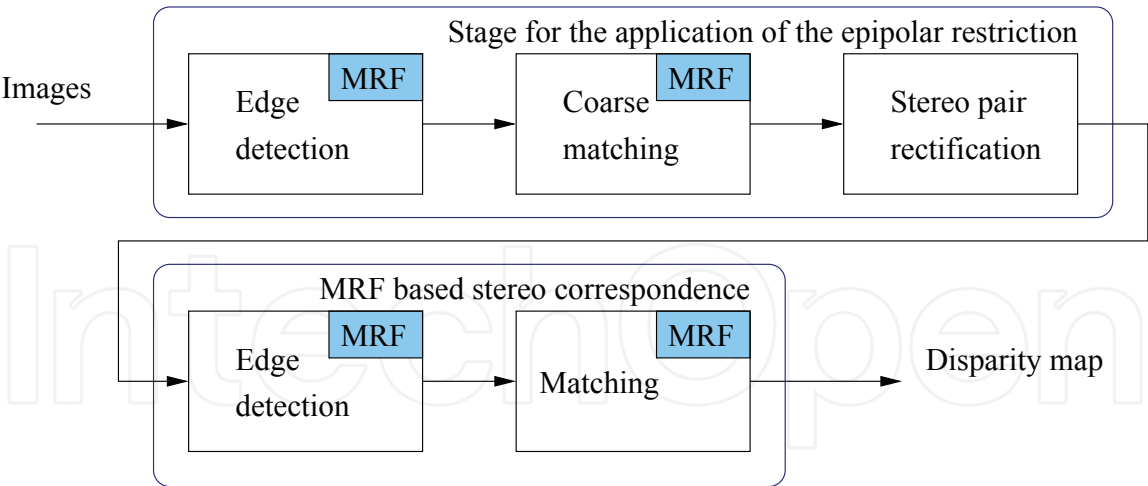 Stage for the application of the epipolar restriction
Images
Edge
detection
MRF
Coarse
matching
MRF
Stereo pair
rectification
MRF based stereo correspondence
Edge
detection
MRF
Matching
MRF
Disparity map
IntechOpen